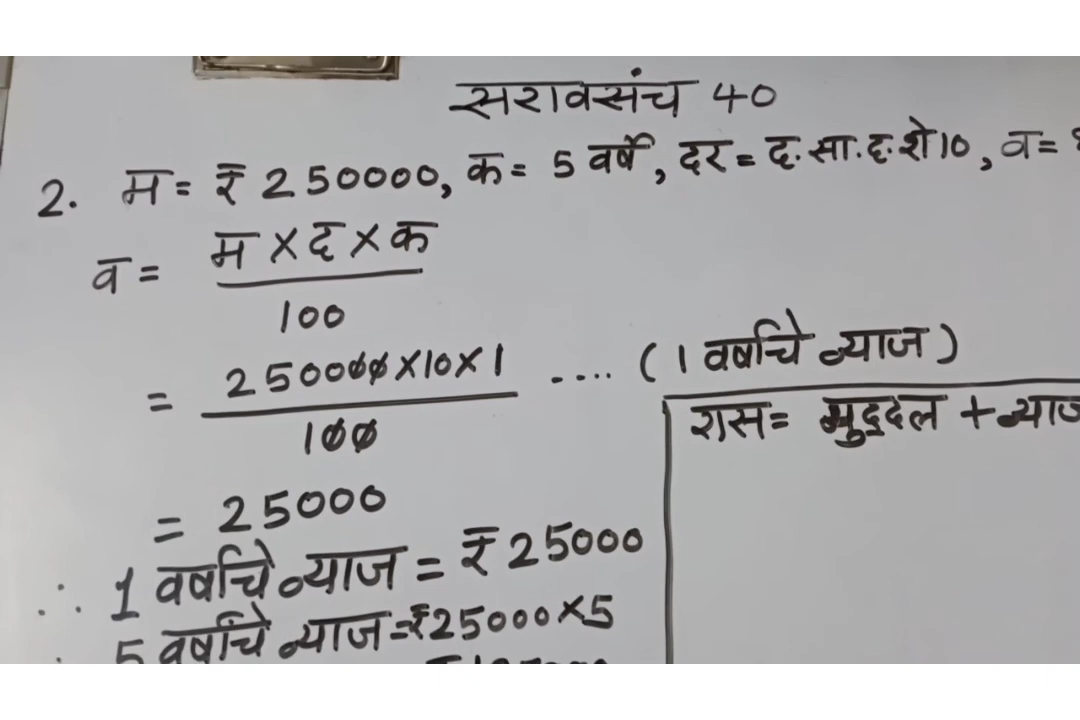 सरावसंच 40
2. म= ₹ 250000, क= 5 वर्षे, दर= द.सा.द.शे 10, व=
व= म × द × क
100
= 250000×10×1 .... (1 वर्षाचे व्याज)
100
रास= मुद्दल + व्याज
= 25000
∴ 1 वर्षाचे व्याज = ₹ 25000
5 वर्षांचे व्याज=₹25000×5